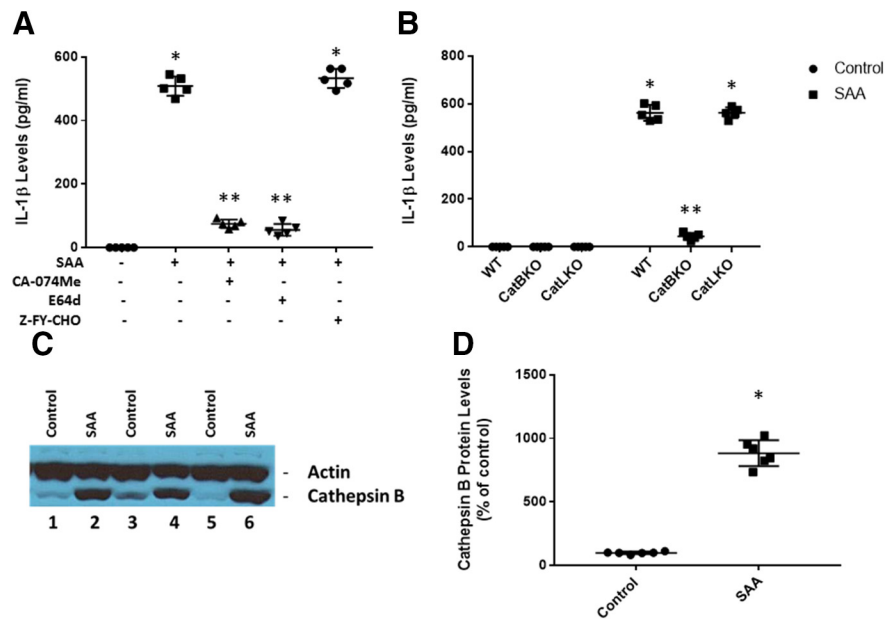 A
IL-1β Levels (pg/ml)
600
400
200
0
*
**
**
*
SAA - + + + +
CA-074Me - - + - -
E64d - - - + -
Z-FY-CHO - - - - +
B
IL-1β Levels (pg/ml)
800
600
400
200
0
*
**
*
WT
CatBKO
CatLKO
WT
CatBKO
CatLKO
Control
SAA
C
Control
SAA
Control
SAA
Control
SAA
- Actin
- Cathepsin B
1 2 3 4 5 6
D
Cathepsin B Protein Levels
(% of control)
1500
1000
500
0
*
Control
SAA